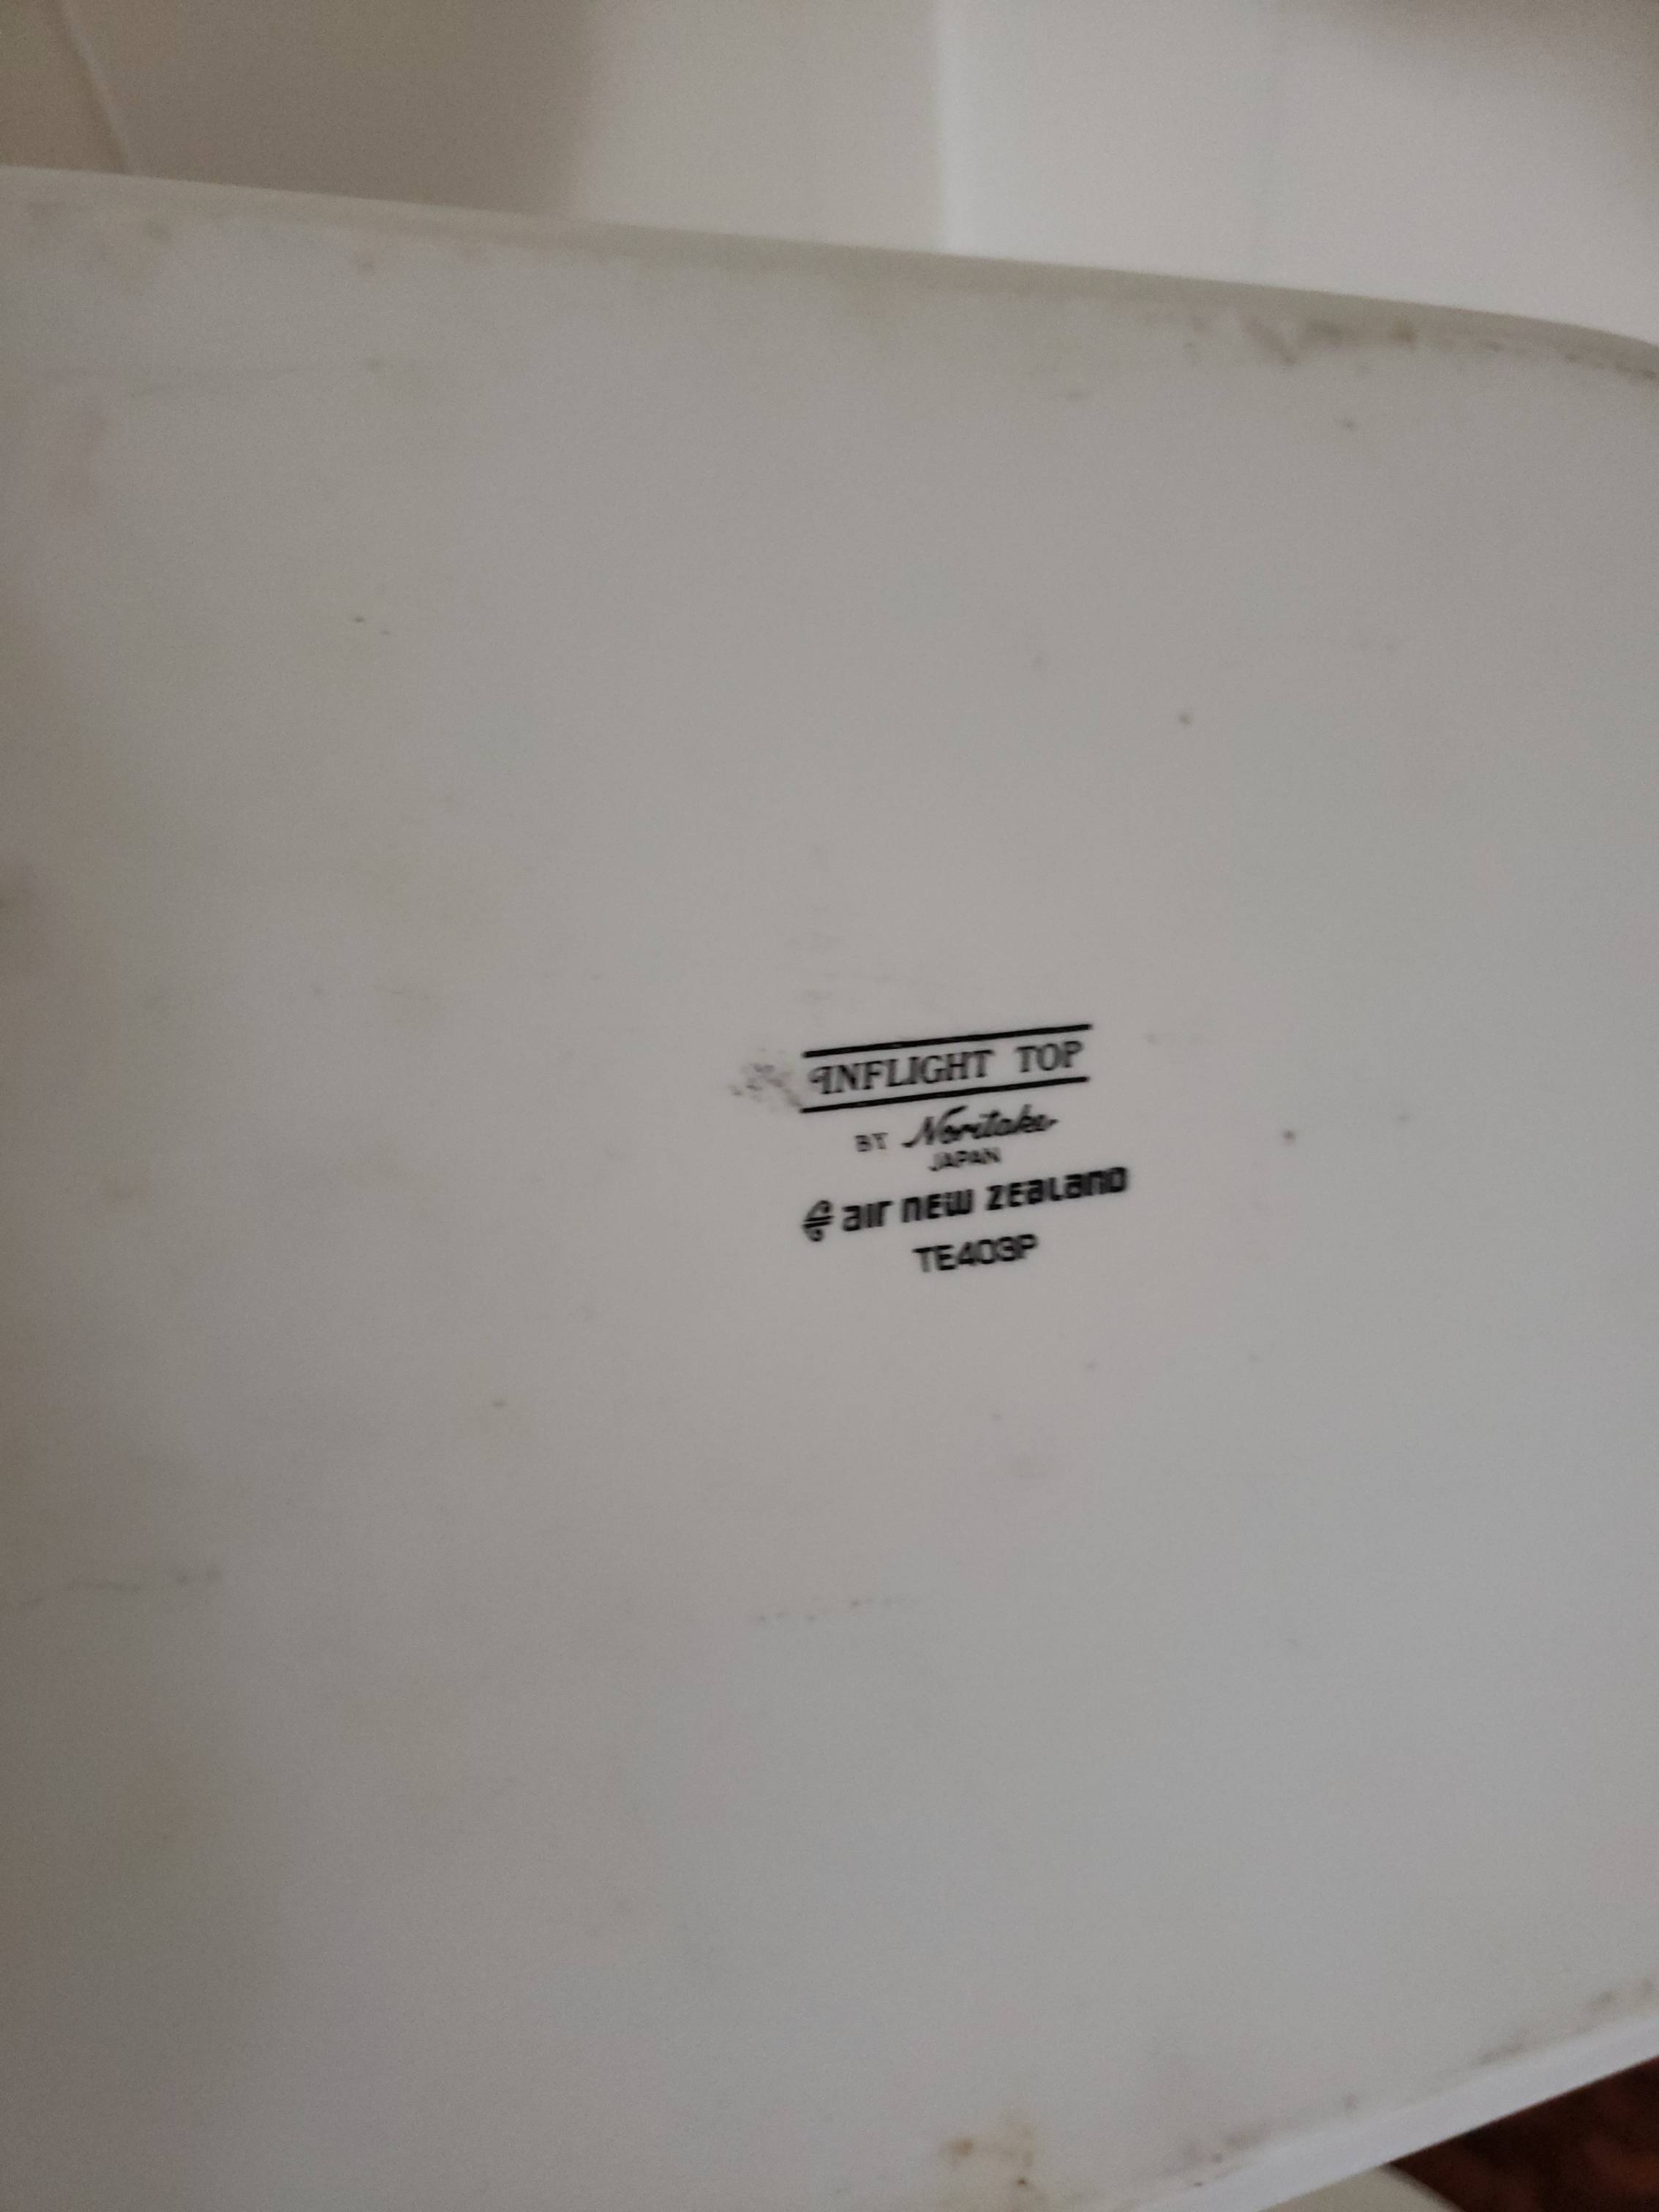 INFLIGHT TOP
BY Noritake
JAPAN
air new zealand
TE403P